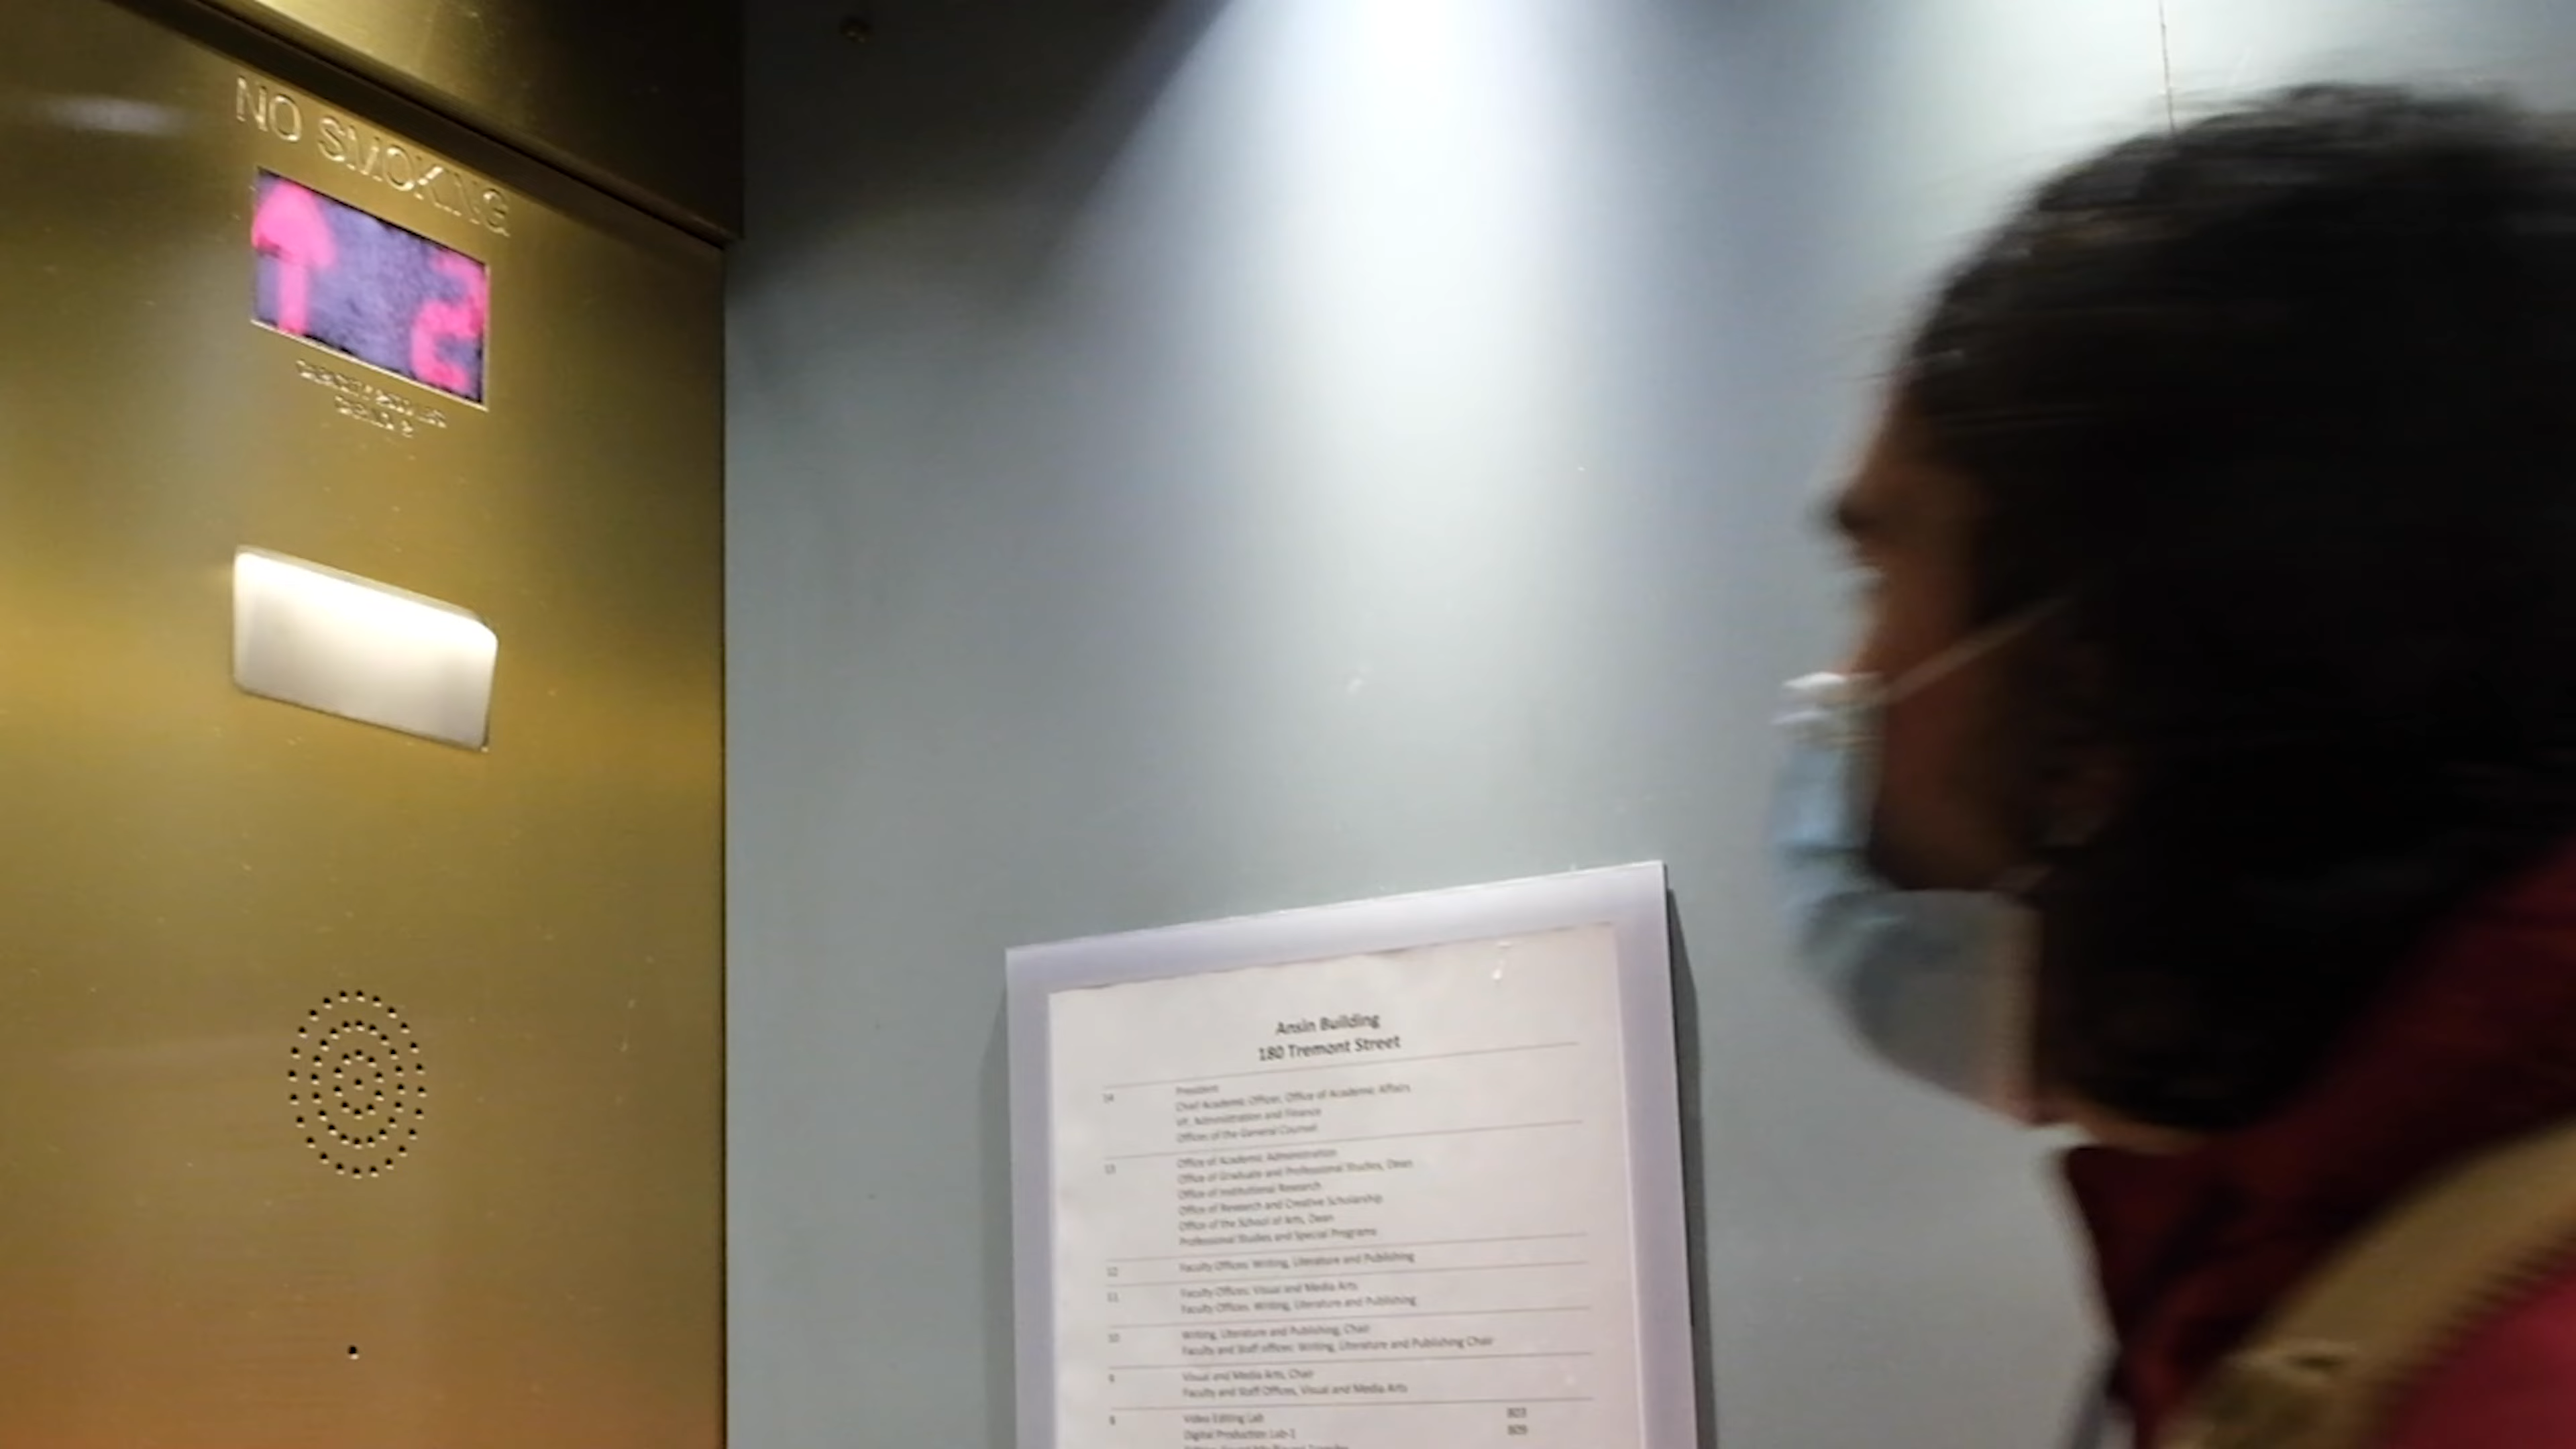 NO SMOKING
2
Ansin Building
180 Tremont Street
14 President
Chief Academic Officer, Office of Academic Affairs
VP, Administration and Finance
Offices of the General Counsel
13 Office of Academic Administration
Office of Graduate and Professional Studies, Dean
Office of Institutional Research
Office of Research and Creative Scholarship
Office of the School of Arts, Dean
Professional Studies and Special Programs
12 Faculty Offices: Writing, Literature and Publishing
11 Faculty Offices: Visual and Media Arts
Faculty Offices: Writing, Literature and Publishing
10 Writing, Literature and Publishing, Chair
Faculty and Staff offices: Writing, Literature and Publishing Chair
9 Visual and Media Arts, Chair
Faculty and Staff Offices, Visual and Media Arts
8 Video Editing Lab 803
Digital Production Lab-1 809